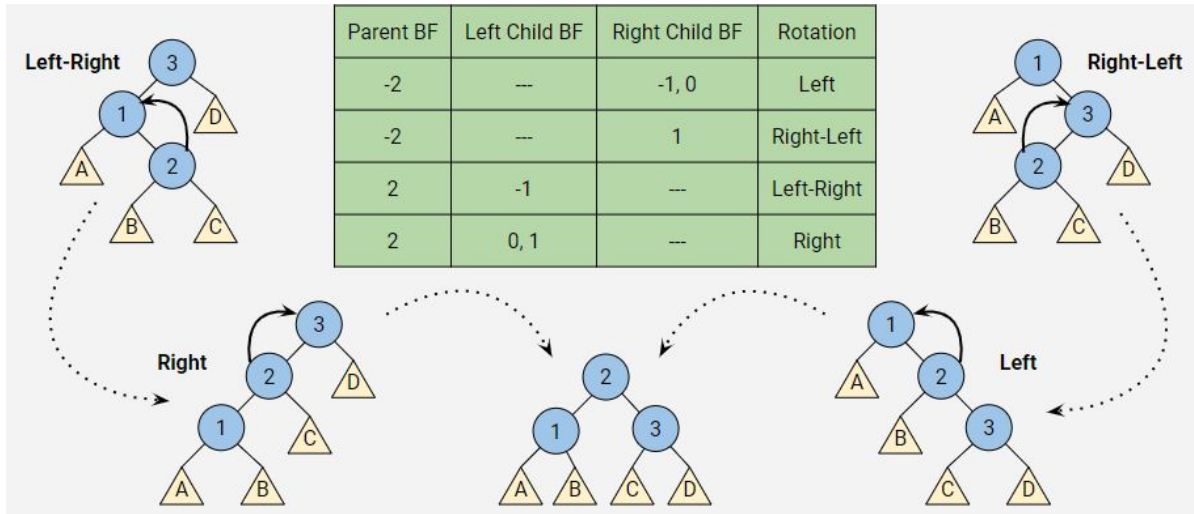 Left-Right
3
1
D
A
2
B
C
Parent BF Left Child BF Right Child BF Rotation
-2 --- -1, 0 Left
-2 --- 1 Right-Left
2 -1 --- Left-Right
2 0, 1 --- Right
1
Right-Left
A
3
2
D
B
C
Right
3
2
D
1
C
A
B
2
1
3
A
B
C
D
1
Left
A
2
B
3
C
D